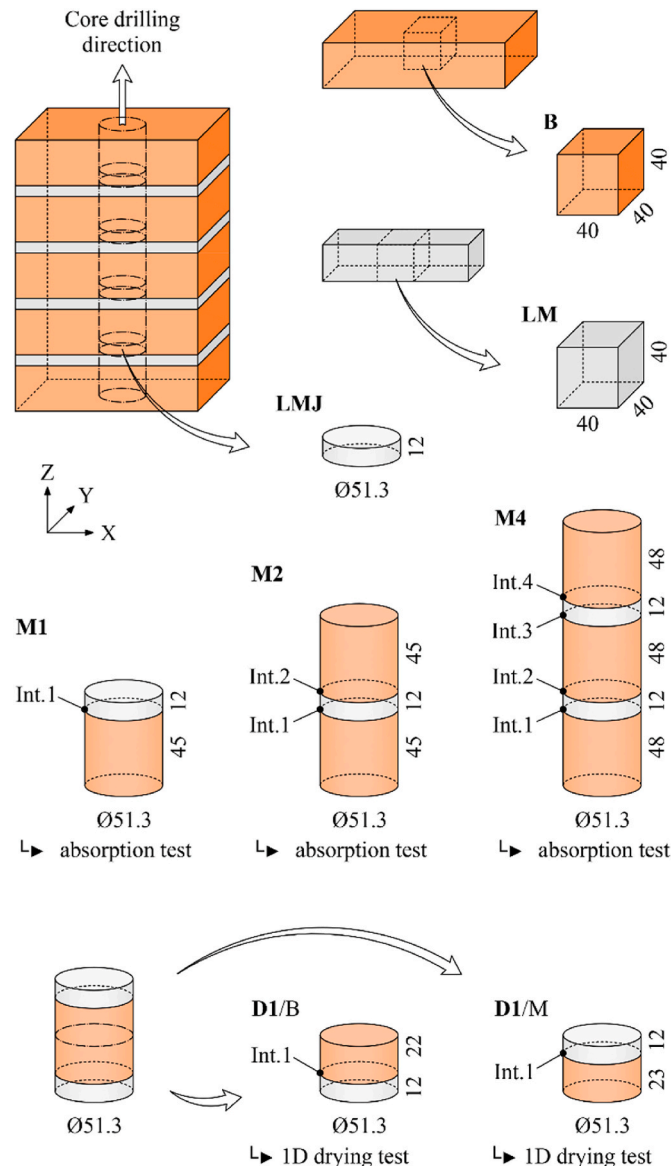 Core drilling
direction
B
40
40
40
LM
40
40
40
LMJ
12
Ø51.3
Z
Y
X
M1
Int.1
12
45
Ø51.3
┗► absorption test
M2
Int.2
Int.1
45
12
45
Ø51.3
┗► absorption test
M4
Int.4
Int.3
Int.2
Int.1
48
12
48
12
48
Ø51.3
┗► absorption test
Ø51.3
D1/B
Int.1
22
12
Ø51.3
┗► 1D drying test
D1/M
Int.1
12
23
Ø51.3
┗► 1D drying test